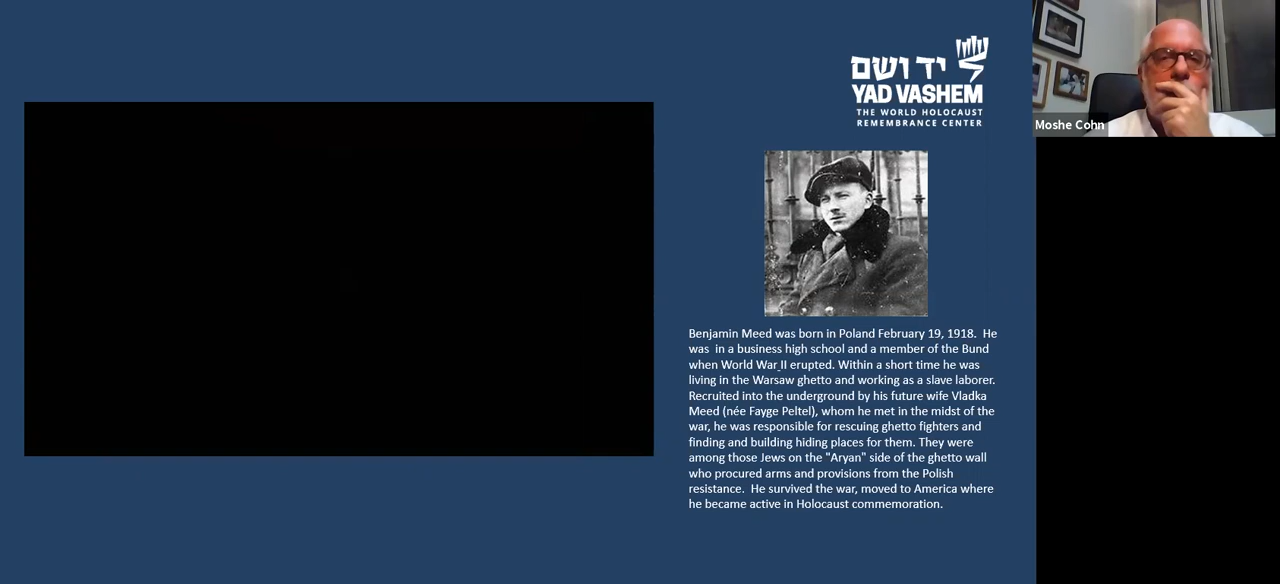 יד ושם
YAD VASHEM
THE WORLD HOLOCAUST
REMEMBRANCE CENTER
Moshe Cohn
Benjamin Meed was born in Poland February 19, 1918.  He
was  in a business high school and a member of the Bund
when World War II erupted. Within a short time he was
living in the Warsaw ghetto and working as a slave laborer.
Recruited into the underground by his future wife Vladka
Meed (née Fayge Peltel), whom he met in the midst of the
war, he was responsible for rescuing ghetto fighters and
finding and building hiding places for them. They were
among those Jews on the "Aryan" side of the ghetto wall
who procured arms and provisions from the Polish
resistance.  He survived the war, moved to America where
he became active in Holocaust commemoration.